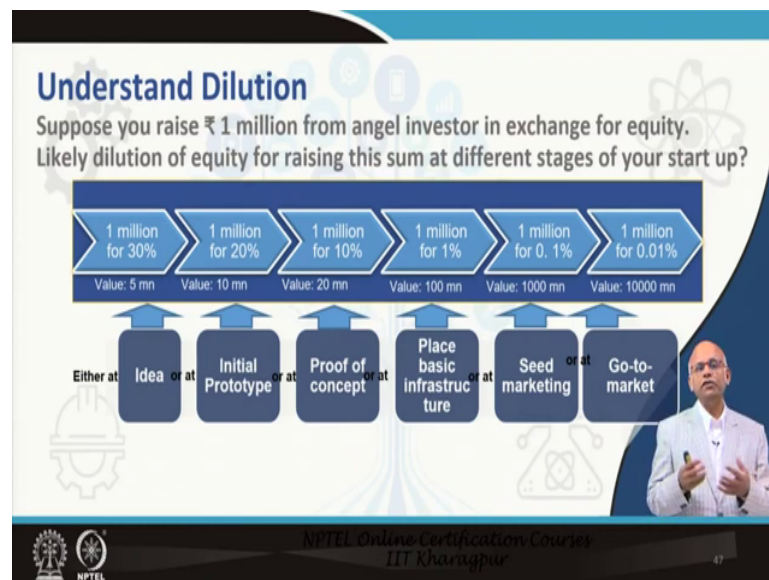 Understand Dilution
Suppose you raise ₹ 1 million from angel investor in exchange for equity.
Likely dilution of equity for raising this sum at different stages of your start up?
1 million
for 30%
1 million
for 20%
1 million
for 10%
1 million
for 1%
1 million
for 0. 1%
1 million
for 0.01%
Value: 5 mn
Value: 10 mn
Value: 20 mn
Value: 100 mn
Value: 1000 mn
Value: 10000 mn
Either at
Idea
or at
Initial
Prototype
or at
Proof of
concept
or at
Place
basic
infrastruc
ture
or at
Seed
marketing
or at
Go-to-
market
NPTEL Online Certification Courses
IIT Kharagpur
NPTEL
47